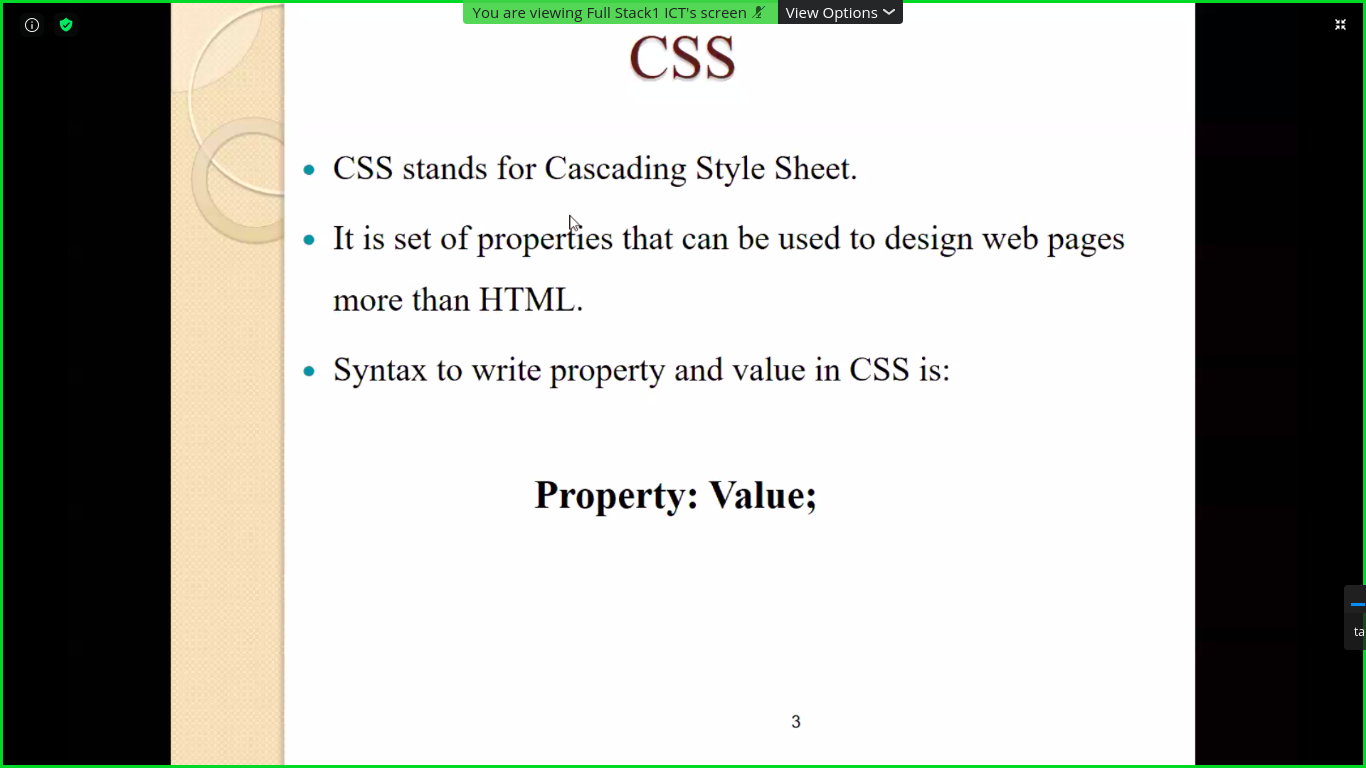 You are viewing Full Stack1 ICT's screen
View Options
CSS
CSS stands for Cascading Style Sheet.
It is set of properties that can be used to design web pages
more than HTML.
Syntax to write property and value in CSS is:
Property: Value;
ta
3